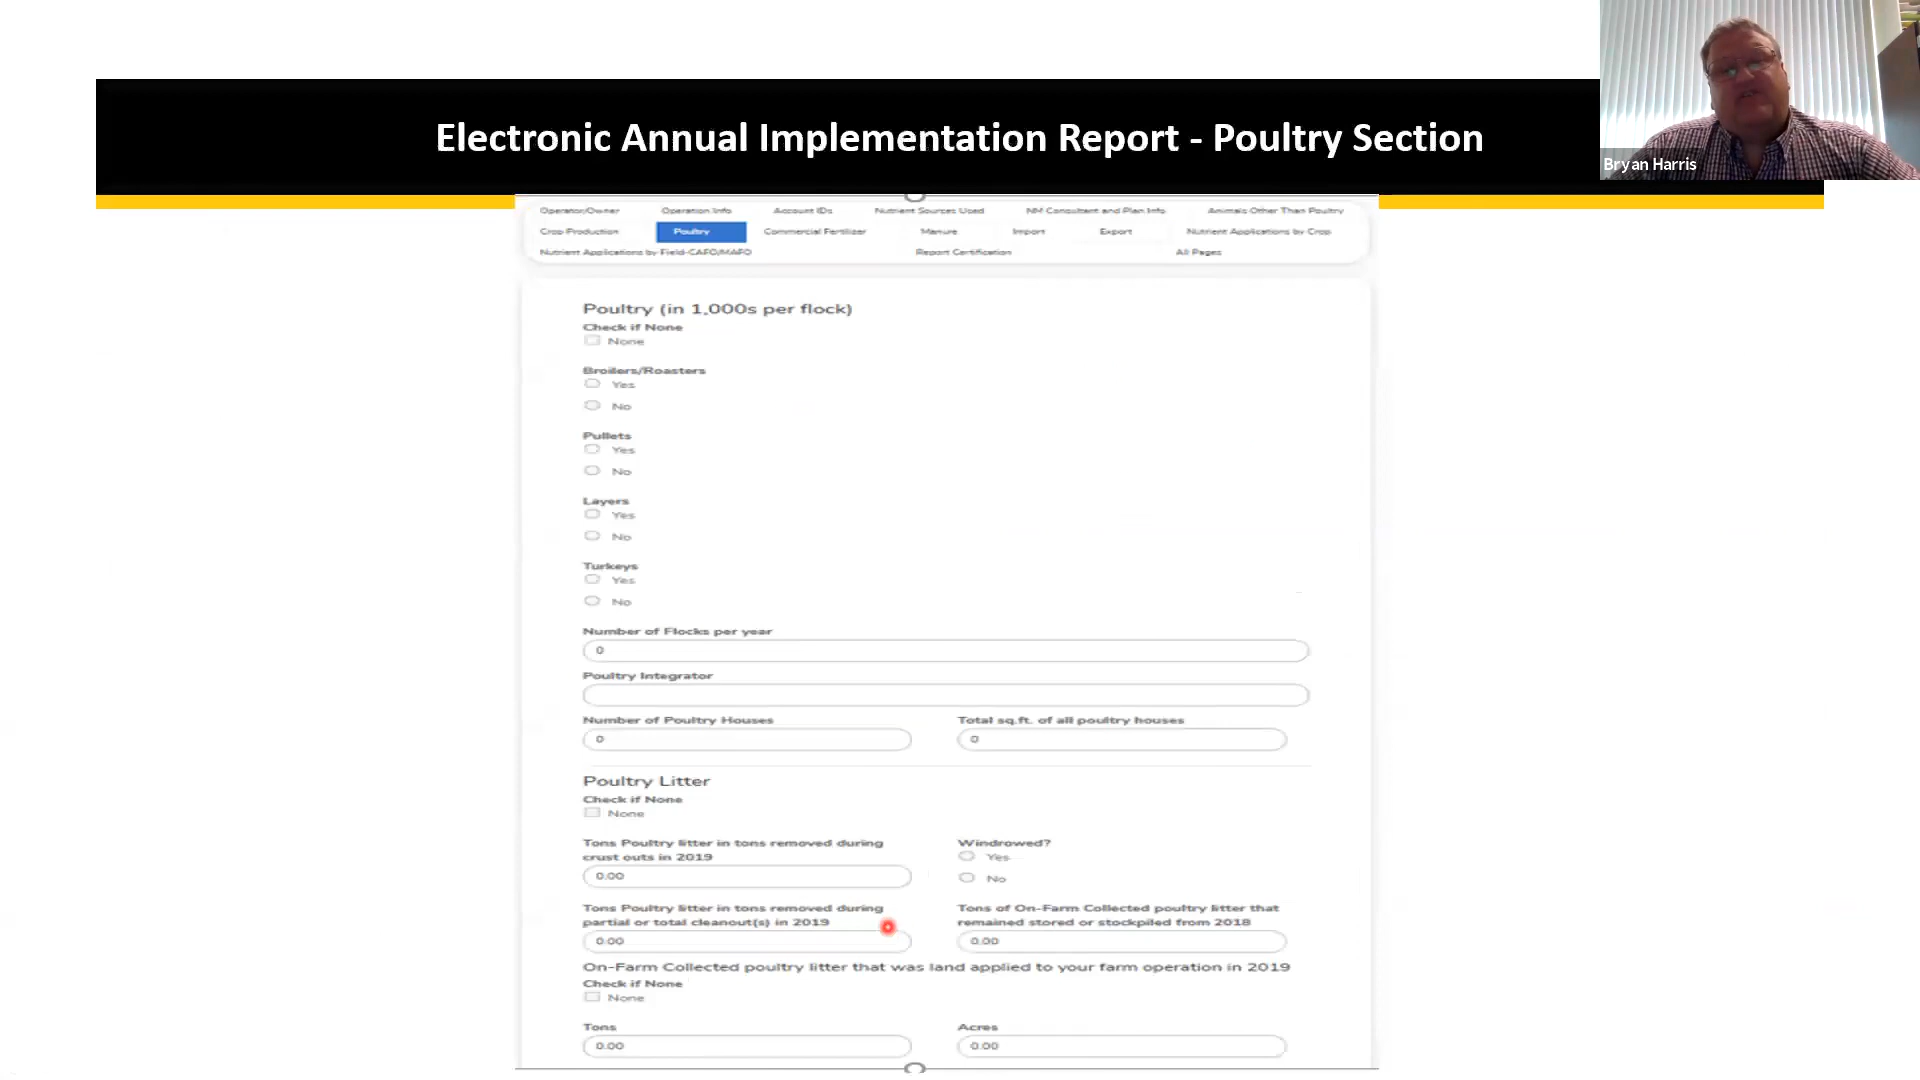 Electronic Annual Implementation Report - Poultry Section
Bryan Harris
Operator/Owner Operation Info Account IDs Nutrient Sources Used NM Consultant and Plan Info Animals Other Than Poultry
Crop Production Poultry Commercial Fertilizer Manure Import Export Nutrient Applications by Crop
Nutrient Applications by Field-CAFO/MAFO Report Certification All Pages
Poultry (in 1,000s per flock)
Check if None
None
Broilers/Roasters
Yes
No
Pullets
Yes
No
Layers
Yes
No
Turkeys
Yes
No
Number of Flocks per year
0
Poultry Integrator
Number of Poultry Houses Total sq.ft. of all poultry houses
0 0
Poultry Litter
Check if None
None
Tons Poultry litter in tons removed during Windrowed?
crust outs in 2019 Yes
0.00 No
Tons Poultry litter in tons removed during Tons of On-Farm Collected poultry litter that
partial or total cleanout(s) in 2019 remained stored or stockpiled from 2018
0.00 0.00
On-Farm Collected poultry litter that was land applied to your farm operation in 2019
Check if None
None
Tons Acres
0.00 0.00